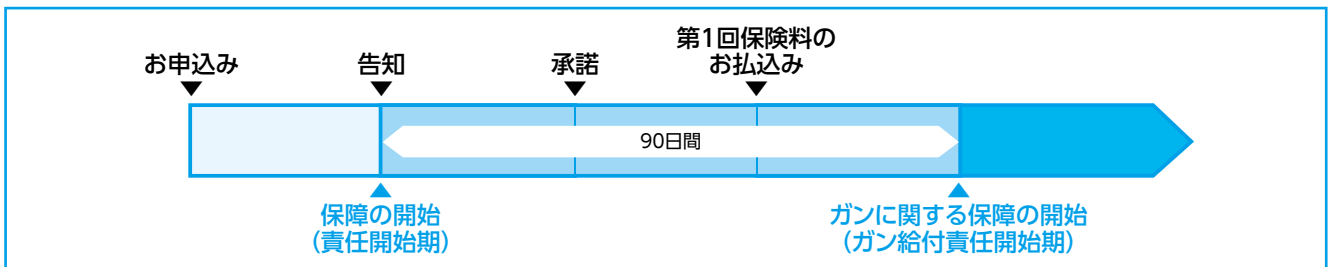 お申込み
告知
承諾
第1回保険料の
お払込み
90日間
保障の開始
(責任開始期)
ガンに関する保障の開始
(ガン給付責任開始期)